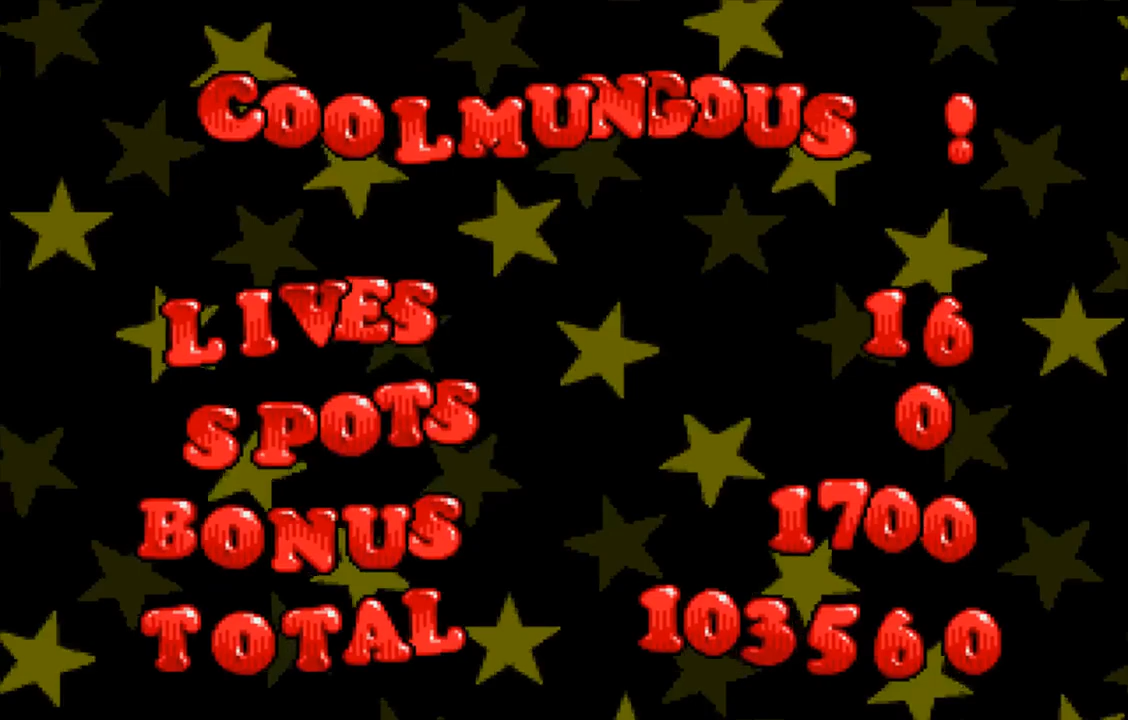 COOLMUNGOUS !
LIVES 16
SPOTS 0
BONUS 1700
TOTAL 103560